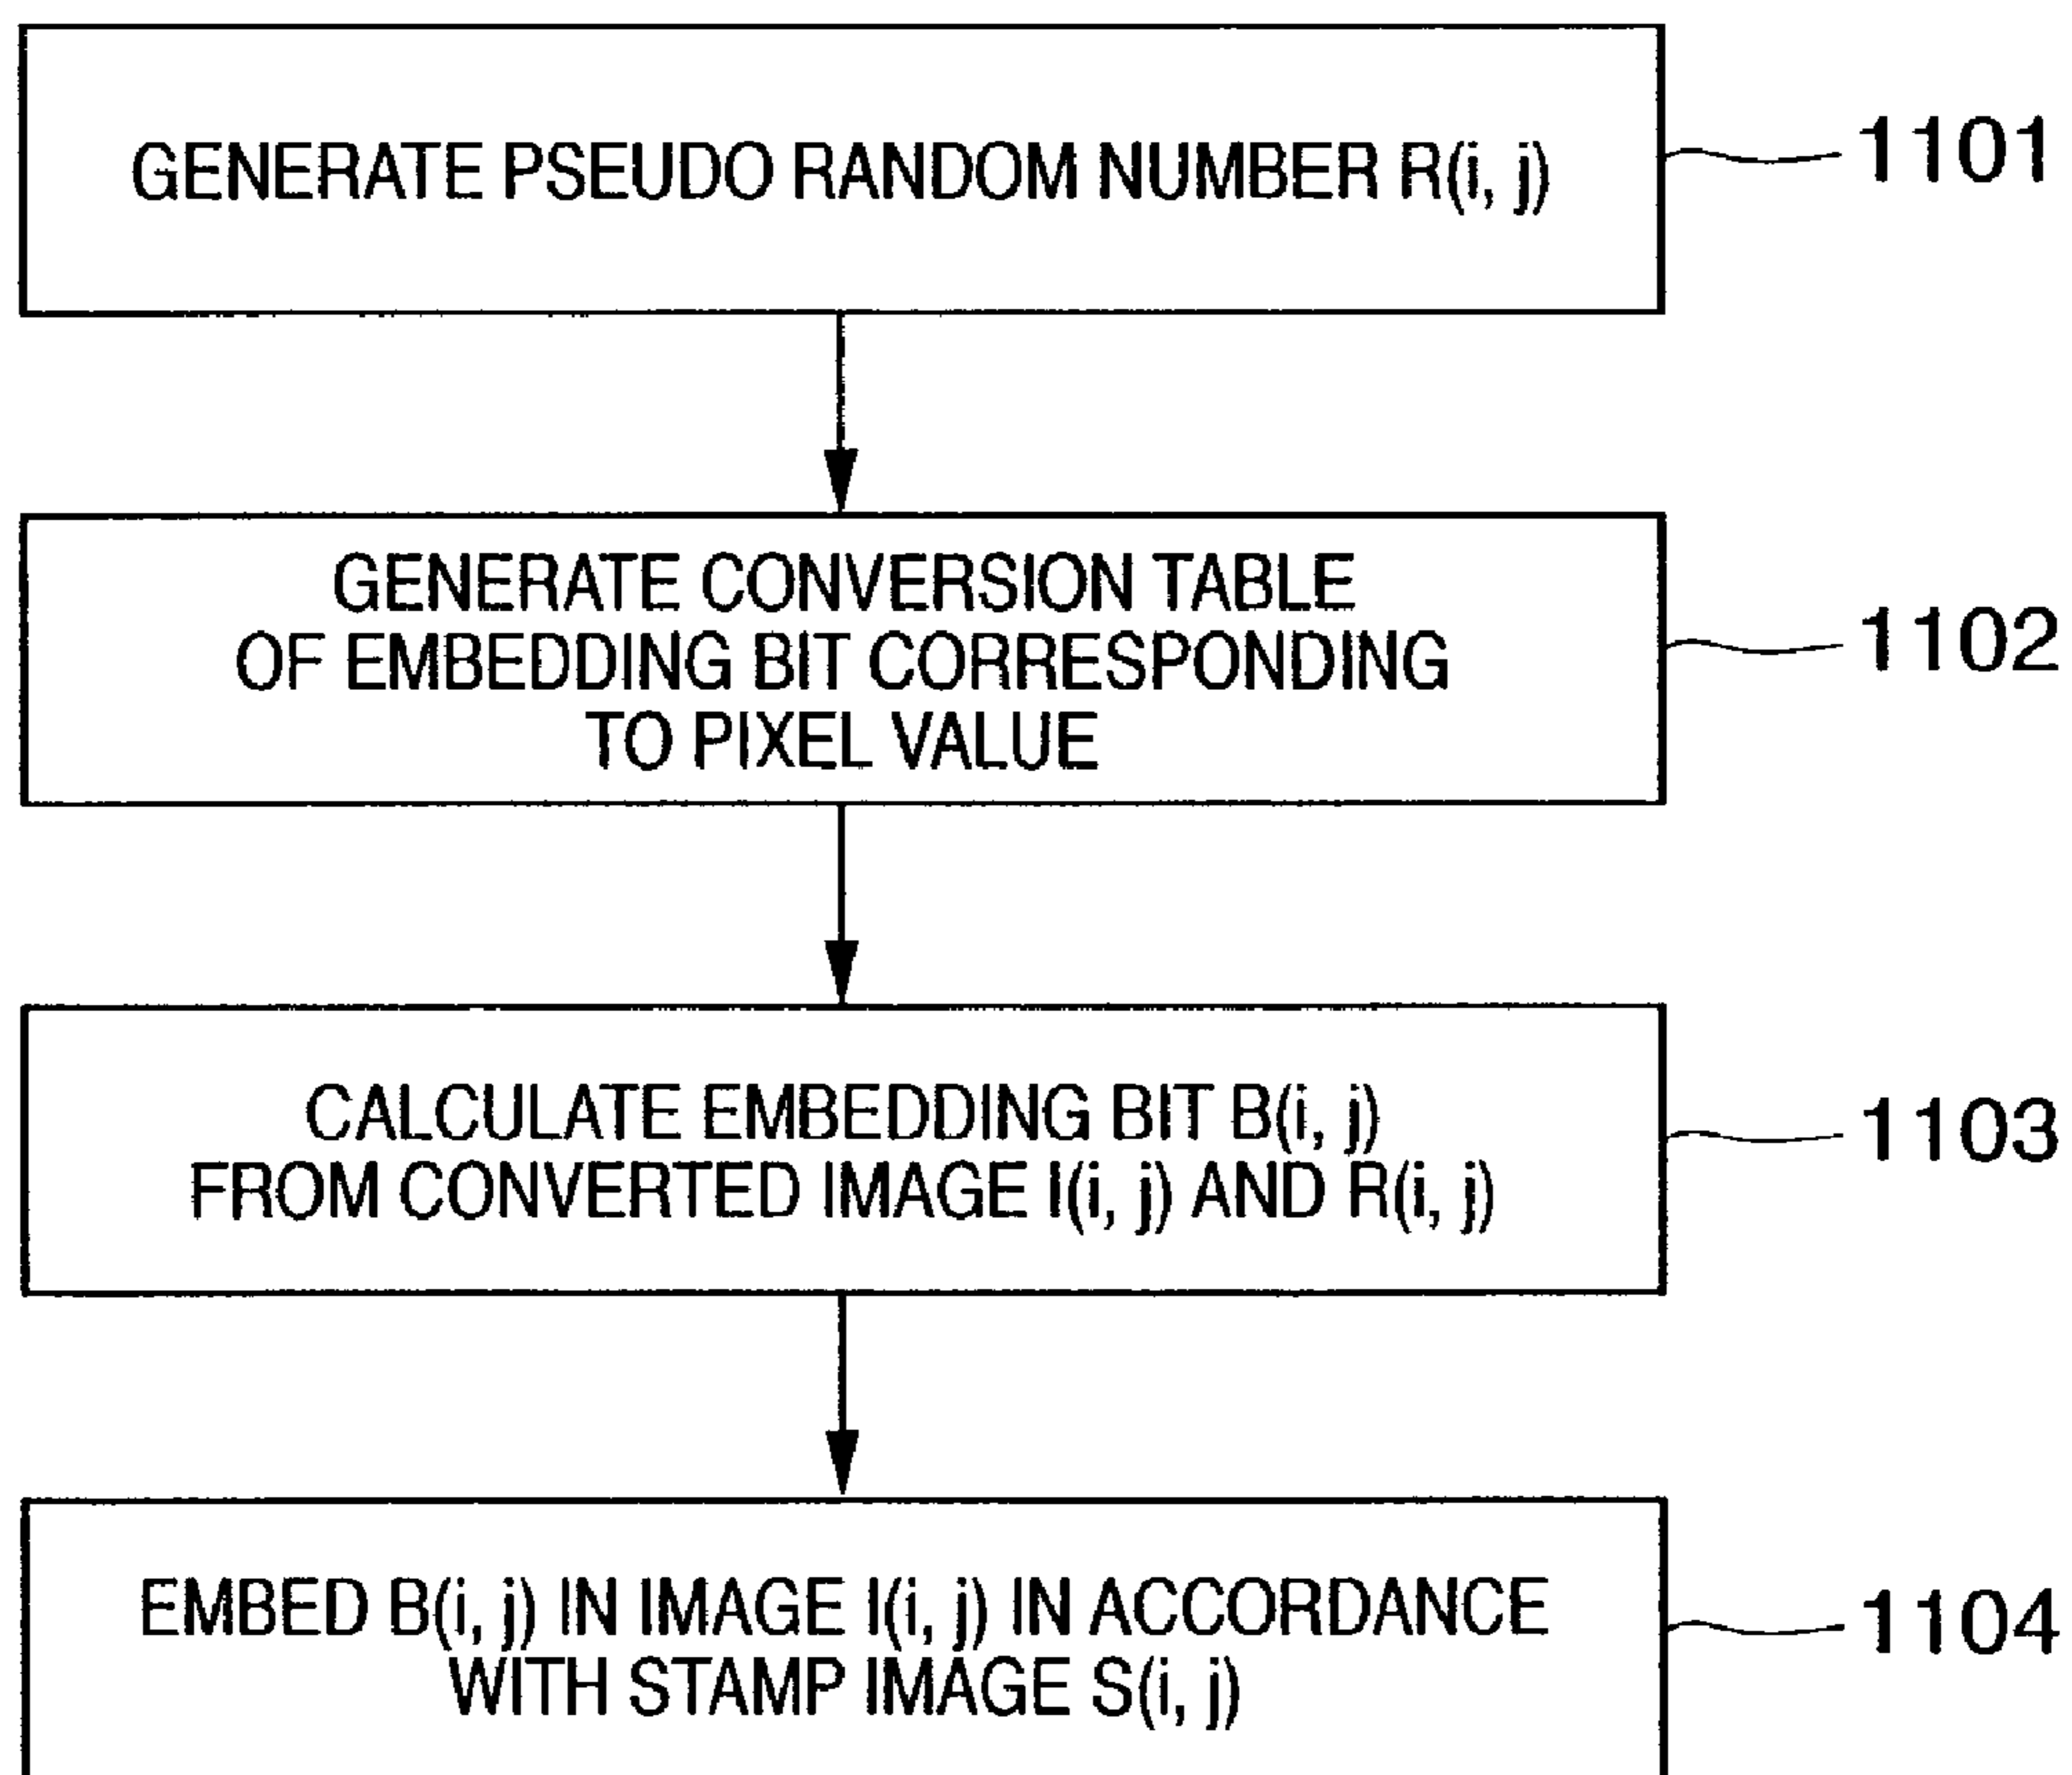 GENERATE PSEUDO RANDOM NUMBER R(i, j)
1101
GENERATE CONVERSION TABLE
OF EMBEDDING BIT CORRESPONDING
TO PIXEL VALUE
1102
CALCULATE EMBEDDING BIT B(i, j)
FROM CONVERTED IMAGE I(i, j) AND R(i, j)
1103
EMBED B(i, j) IN IMAGE I(i, j) IN ACCORDANCE
WITH STAMP IMAGE S(i, j)
1104